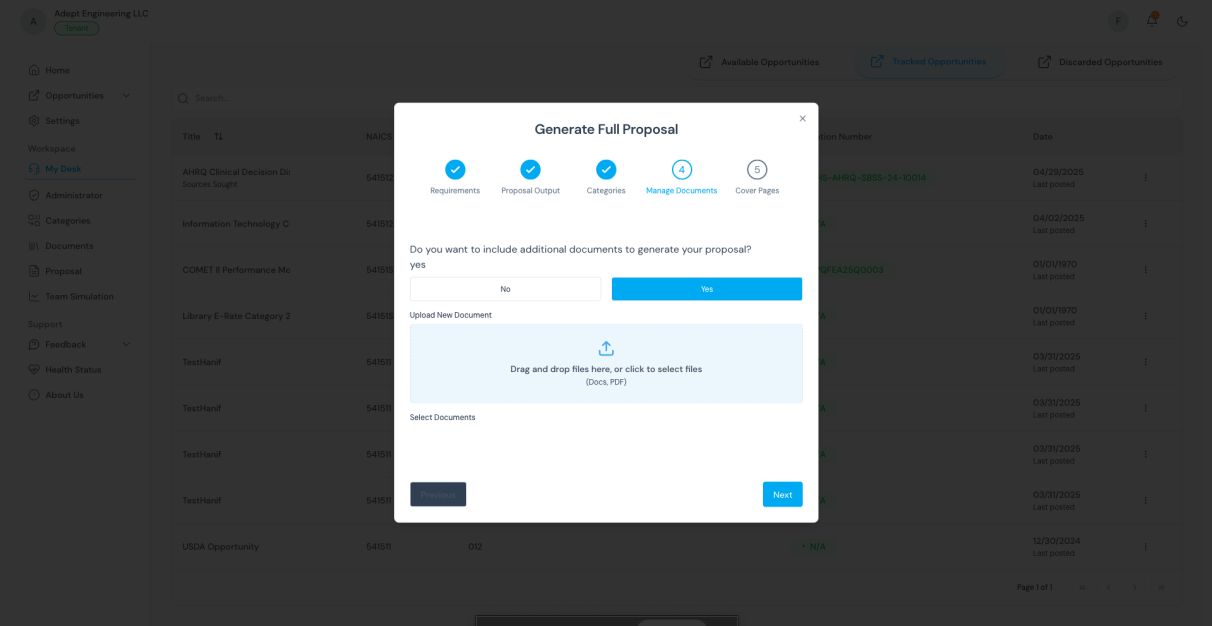 A
Adept Engineering LLC
Tenant
F
Home
Opportunities
Settings
Workspace
My Desk
Administrator
Categories
Documents
Proposal
Team Simulation
Support
Feedback
Health Status
About Us
Available Opportunities
Tracked Opportunities
Discarded Opportunities
Search...
Title
NAICS
tion Number
Date
AHRQ Clinical Decision Di
Sources Sought
541512
S-AHRQ-SBSS-24-10014
04/29/2025
Last posted
Information Technology C
541512
04/02/2025
Last posted
COMET II Performance Mc
541513
QFEA25Q0003
01/01/1970
Last posted
Library E-Rate Category 2
541513
01/01/1970
Last posted
TestHanif
541511
03/31/2025
Last posted
TestHanif
541511
03/31/2025
Last posted
TestHanif
541511
03/31/2025
Last posted
TestHanif
541511
03/31/2025
Last posted
USDA Opportunity
541511
012
• N/A
12/30/2024
Last posted
Page 1 of 1
Generate Full Proposal
×
4
5
Requirements
Proposal Output
Categories
Manage Documents
Cover Pages
Do you want to include additional documents to generate your proposal?
yes
No
Yes
Upload New Document
Drag and drop files here, or click to select files
(Docs, PDF)
Select Documents
Previous
Next